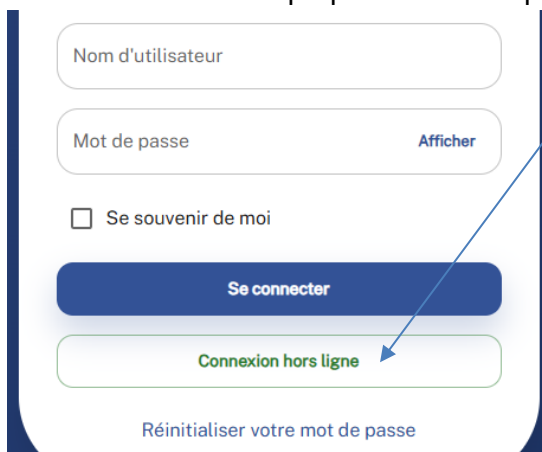 Nom d'utilisateur
Mot de passe Afficher
Se souvenir de moi
Se connecter
Connexion hors ligne
Réinitialiser votre mot de passe